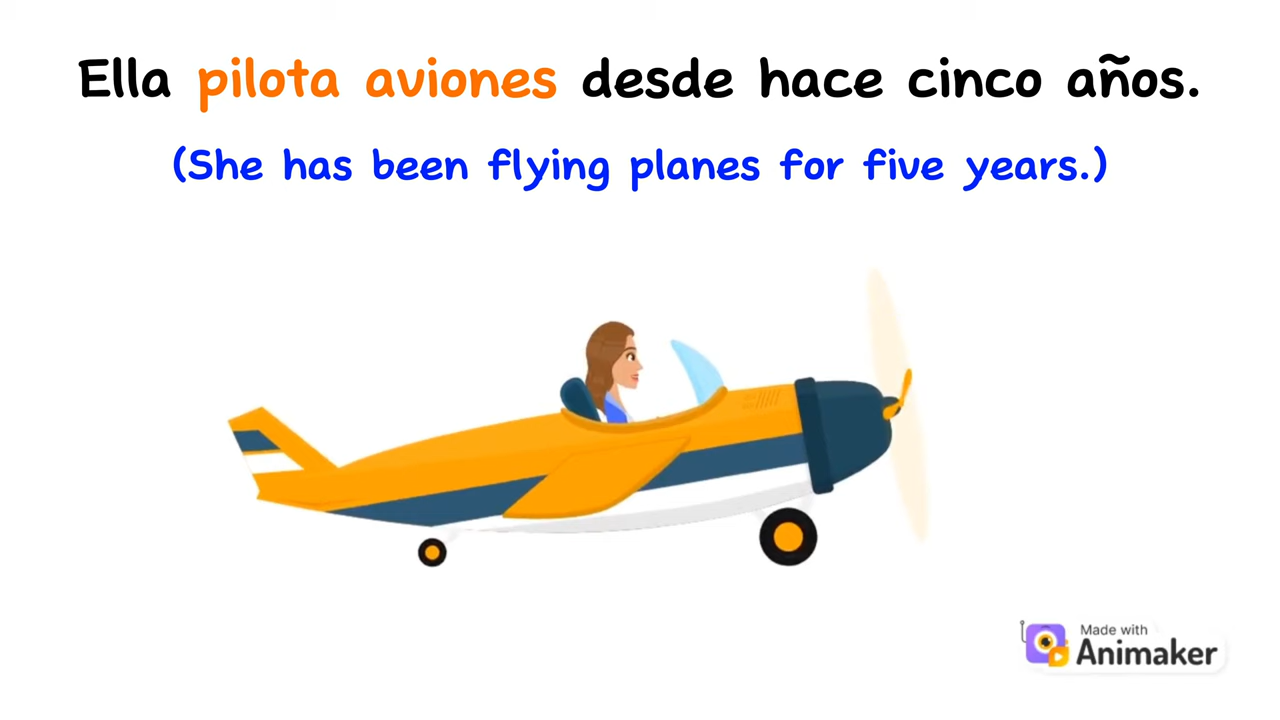 Ella pilota aviones desde hace cinco años.
(She has been flying planes for five years.)
Made with
Animaker